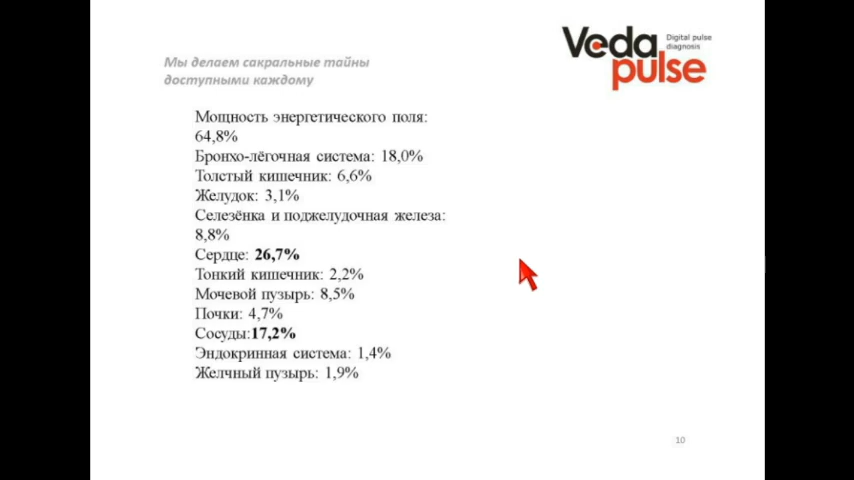 Мы делаем сакральные тайны
доступными каждому
Veda
pulse
Digital pulse
diagnosis
Мощность энергетического поля:
64,8%
Бронхо-лёгочная система: 18,0%
Толстый кишечник: 6,6%
Желудок: 3,1%
Селезёнка и поджелудочная железа:
8,8%
Сердце: 26,7%
Тонкий кишечник: 2,2%
Мочевой пузырь: 8,5%
Почки: 4,7%
Сосуды:17,2%
Эндокринная система: 1,4%
Желчный пузырь: 1,9%
10